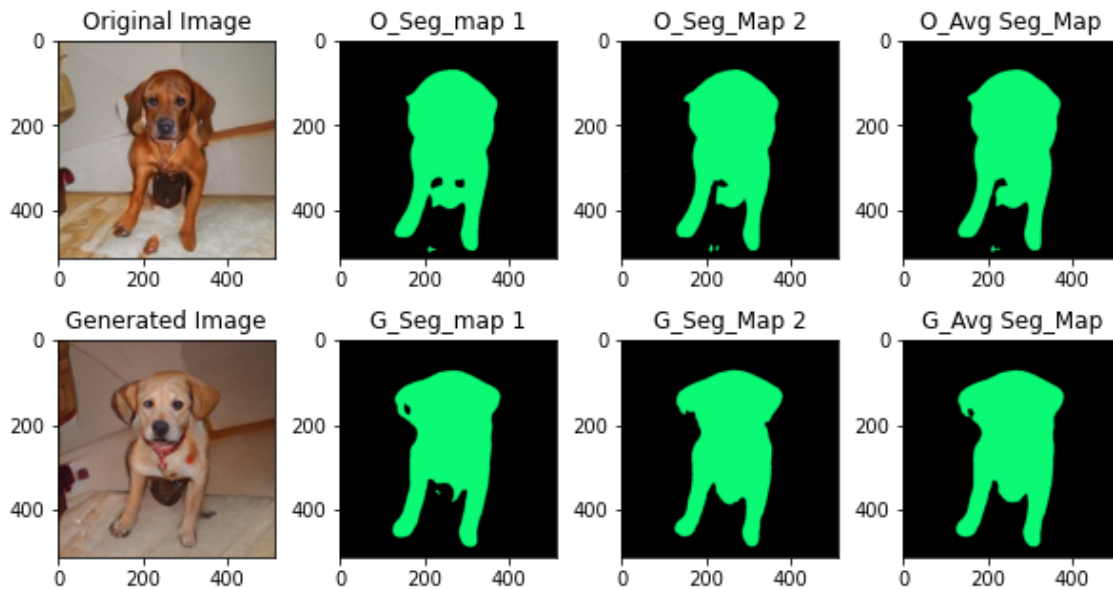 Original Image O_Seg_map 1 O_Seg_Map 2 O_Avg Seg_Map
0 0 0 0
200 200 200 200
400 400 400 400
0 200 400 0 200 400 0 200 400 0 200 400
Generated Image G_Seg_map 1 G_Seg_Map 2 G_Avg Seg_Map
0 0 0 0
200 200 200 200
400 400 400 400
0 200 400 0 200 400 0 200 400 0 200 400